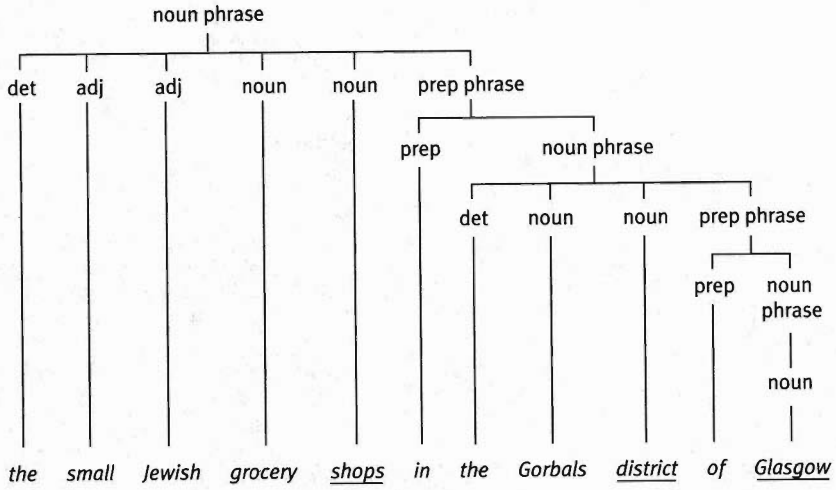 noun phrase
det adj adj noun noun prep phrase
prep noun phrase
det noun noun prep phrase
prep noun
phrase
noun
the small Jewish grocery shops in the Gorbals district of Glasgow